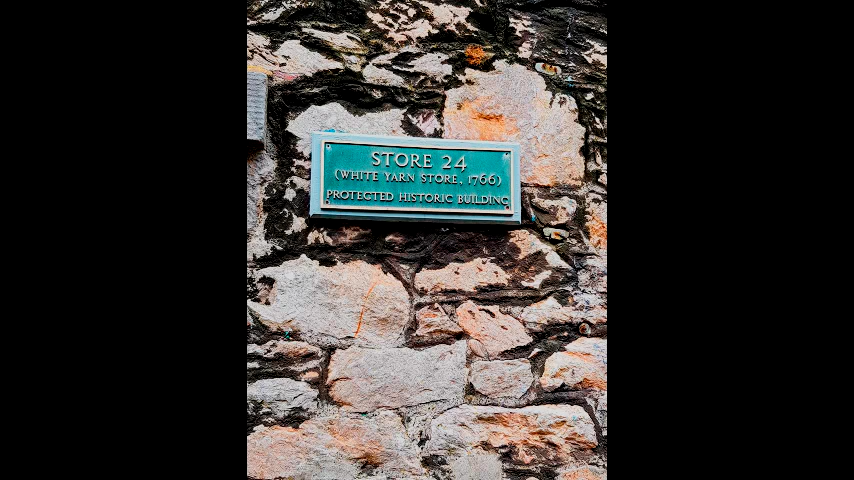 STORE 24
(WHITE YARN STORE, 1766)
PROTECTED HISTORIC BUILDING